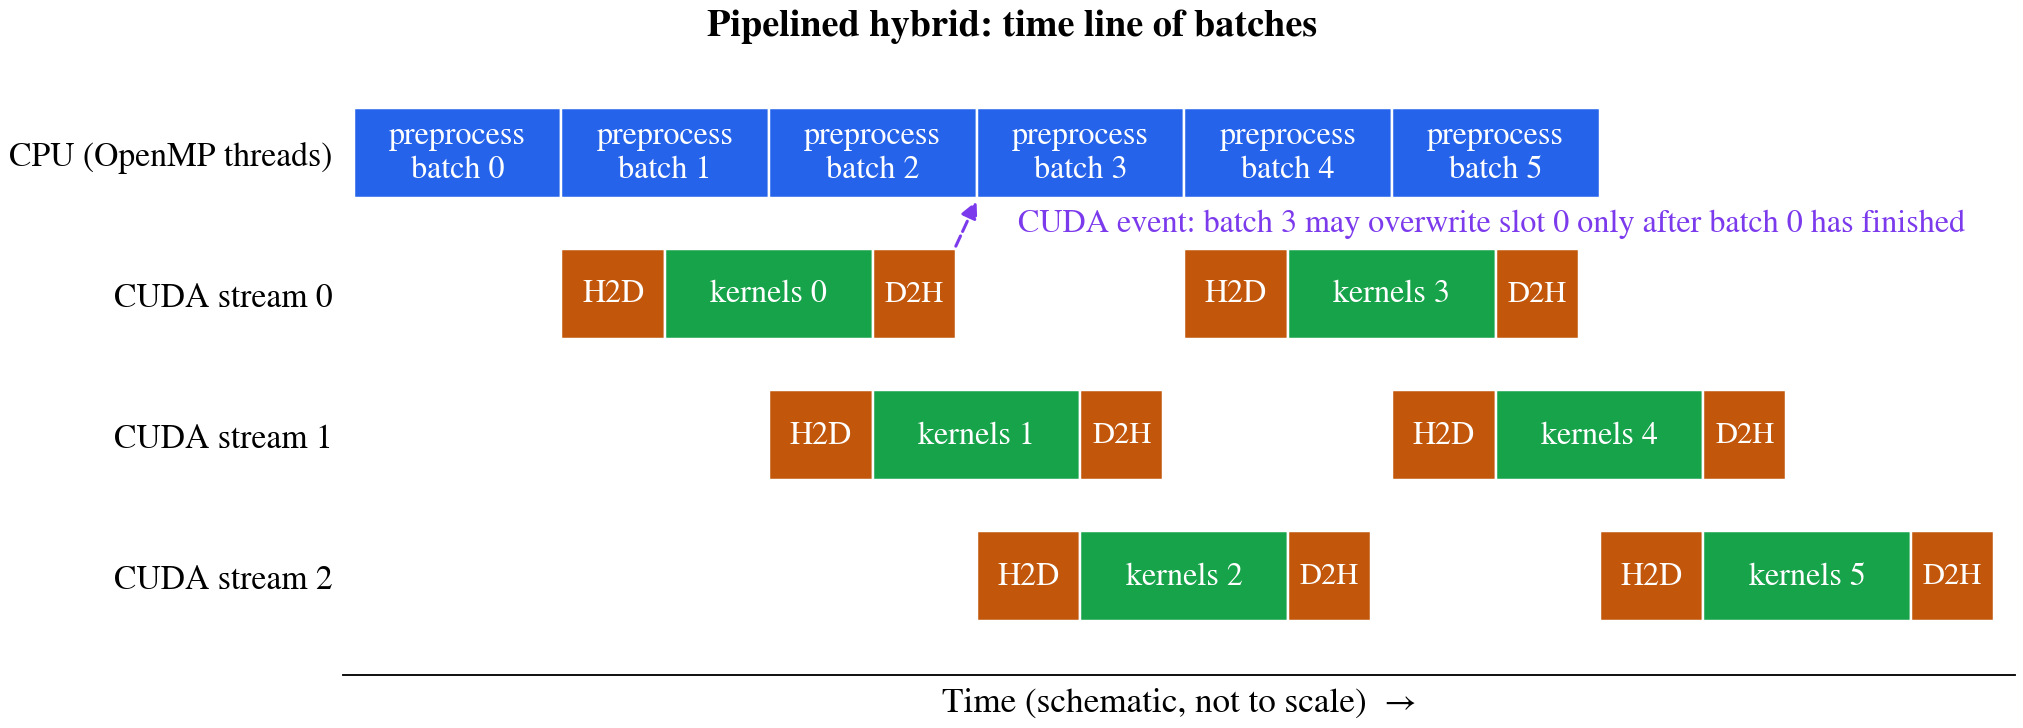 Pipelined hybrid: time line of batches
CPU (OpenMP threads)
preprocess
batch 0
preprocess
batch 1
preprocess
batch 2
preprocess
batch 3
preprocess
batch 4
preprocess
batch 5
CUDA event: batch 3 may overwrite slot 0 only after batch 0 has finished
CUDA stream 0
H2D
kernels 0
D2H
H2D
kernels 3
D2H
CUDA stream 1
H2D
kernels 1
D2H
H2D
kernels 4
D2H
CUDA stream 2
H2D
kernels 2
D2H
H2D
kernels 5
D2H
Time (schematic, not to scale) →